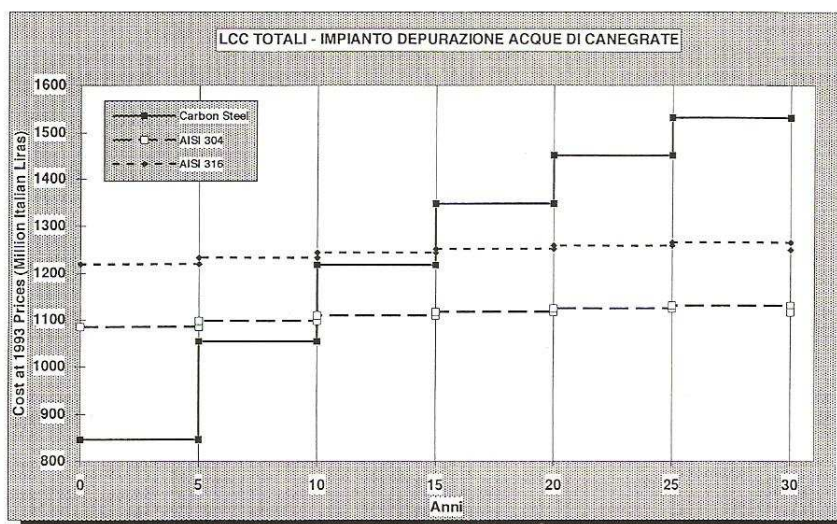 LCC TOTALI - IMPIANTO DEPURAZIONE ACQUE DI CANEGRATE
Cost at 1993 Prices (Million Italian Liras)
1600
1500
1400
1300
1200
1100
1000
900
800
Carbon Steel
AISI 304
AISI 316
0 5 10 15 20 25 30
Anni